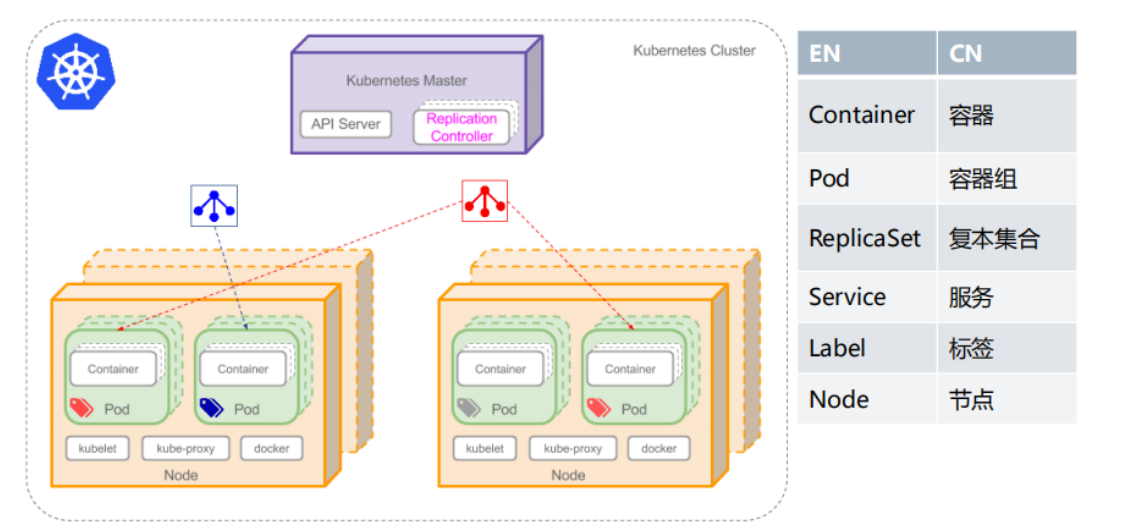 Kubernetes Cluster
Kubernetes Master
API Server
Replication
Controller
Container
Pod
Container
Pod
kubelet
kube-proxy
docker
Node
Container
Pod
Container
Pod
kubelet
kube-proxy
docker
Node
EN CN
Container 容器
Pod 容器组
ReplicaSet 复本集合
Service 服务
Label 标签
Node 节点